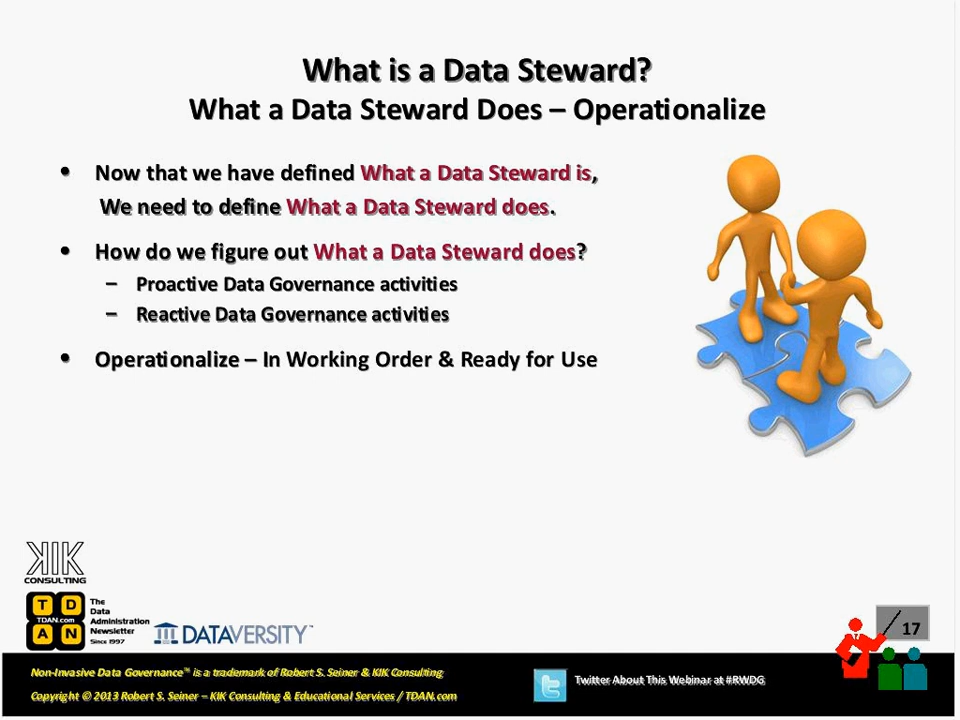 What is a Data Steward?
What a Data Steward Does – Operationalize
• Now that we have defined What a Data Steward is,
We need to define What a Data Steward does.
• How do we figure out What a Data Steward does?
– Proactive Data Governance activities
– Reactive Data Governance activities
• Operationalize – In Working Order & Ready for Use
KIK
CONSULTING
T D
TDAN.com
A N
The
Data
Administration
Newsletter
Since 1997
DATAVERSITY™
17
Non-Invasive Data Governance™ is a trademark of Robert S. Seiner & KIK Consulting
Copyright © 2013 Robert S. Seiner – KIK Consulting & Educational Services / TDAN.com
Twitter About This Webinar at #RWDG